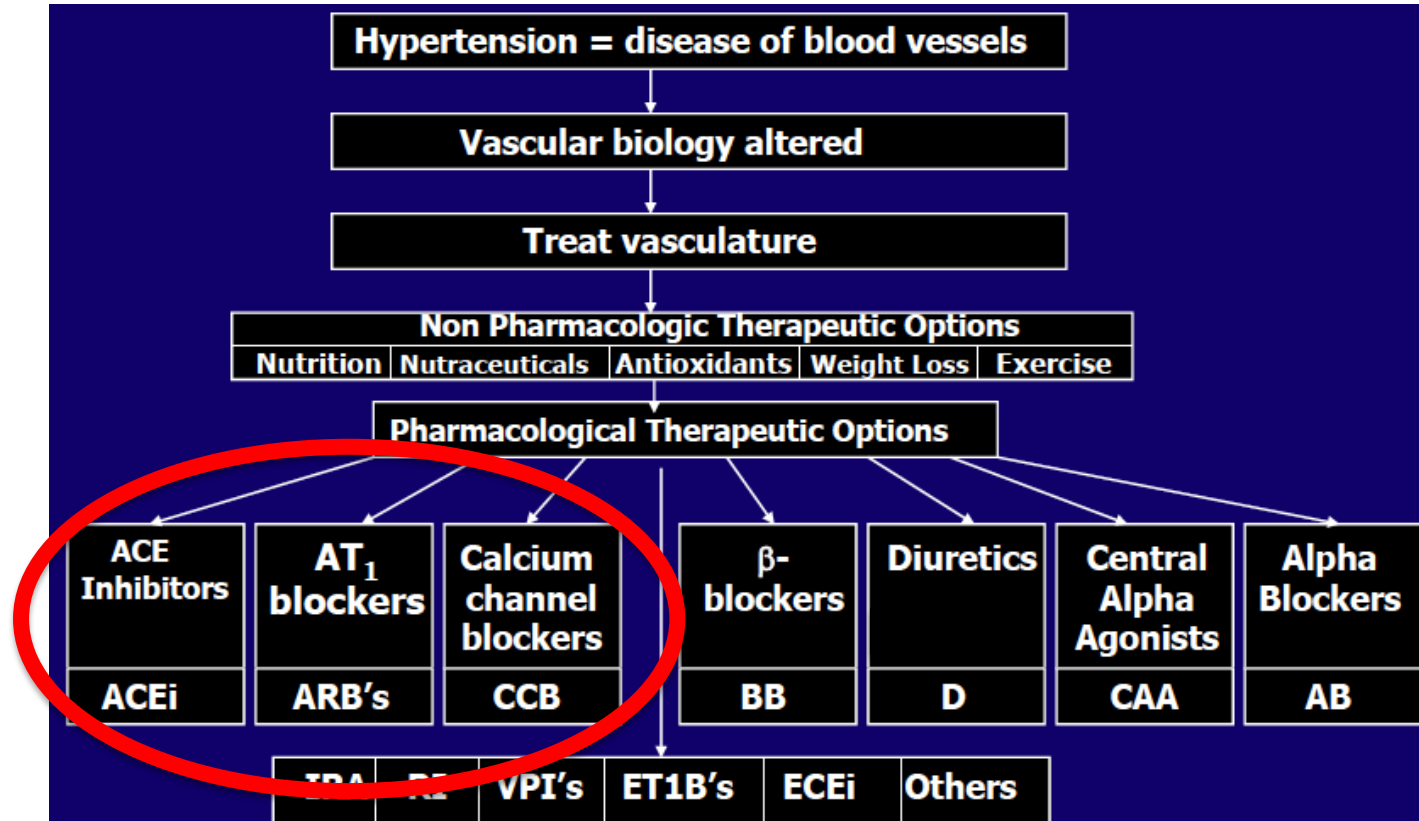 Hypertension = disease of blood vessels
Vascular biology altered
Treat vasculature
Non Pharmacologic Therapeutic Options
Nutrition Nutraceuticals Antioxidants Weight Loss Exercise
Pharmacological Therapeutic Options
ACE
Inhibitors
ACEi
AT₁
blockers
ARB's
Calcium
channel
blockers
CCB
β-
blockers
BB
Diuretics
D
Central
Alpha
Agonists
CAA
Alpha
Blockers
AB
VPI's ET1B's ECEi Others